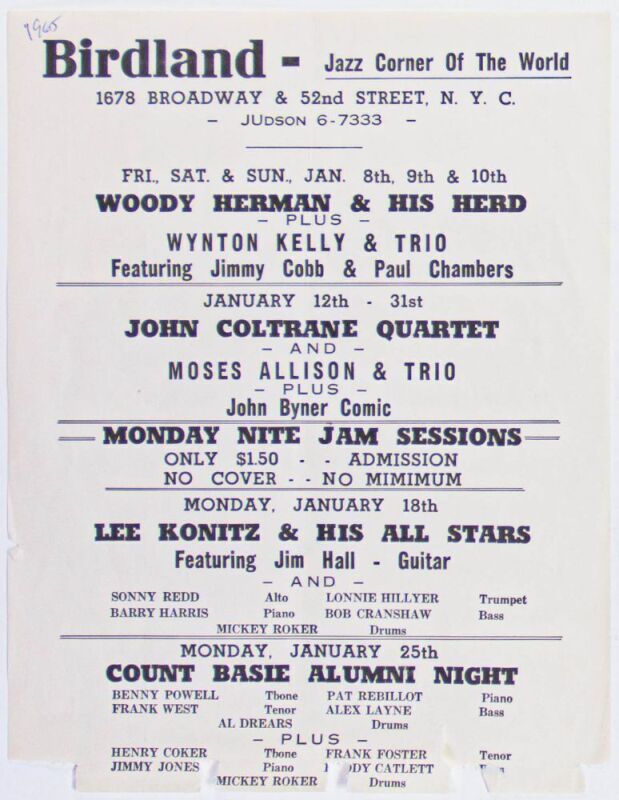 1965
Birdland - Jazz Corner Of The World
1678 BROADWAY & 52nd STREET, N. Y. C.
- JUdson 6-7333 -
FRI., SAT. & SUN., JAN. 8th, 9th & 10th
WOODY HERMAN & HIS HERD
- PLUS -
WYNTON KELLY & TRIO
Featuring Jimmy Cobb & Paul Chambers
JANUARY 12th - 31st
JOHN COLTRANE QUARTET
- AND -
MOSES ALLISON & TRIO
- PLUS -
John Byner Comic
MONDAY NITE JAM SESSIONS
ONLY $1.50 - - ADMISSION
NO COVER - - NO MIMIMUM
MONDAY, JANUARY 18th
LEE KONITZ & HIS ALL STARS
Featuring Jim Hall - Guitar
- AND -
SONNY REDD Alto LONNIE HILLYER Trumpet
BARRY HARRIS Piano BOB CRANSHAW Bass
MICKEY ROKER Drums
MONDAY, JANUARY 25th
COUNT BASIE ALUMNI NIGHT
BENNY POWELL Tbone PAT REBILLOT Piano
FRANK WEST Tenor ALEX LAYNE Bass
AL DREARS Drums
- PLUS -
HENRY COKER Tbone FRANK FOSTER Tenor
JIMMY JONES Piano CATLETT
MICKEY ROKER Drums